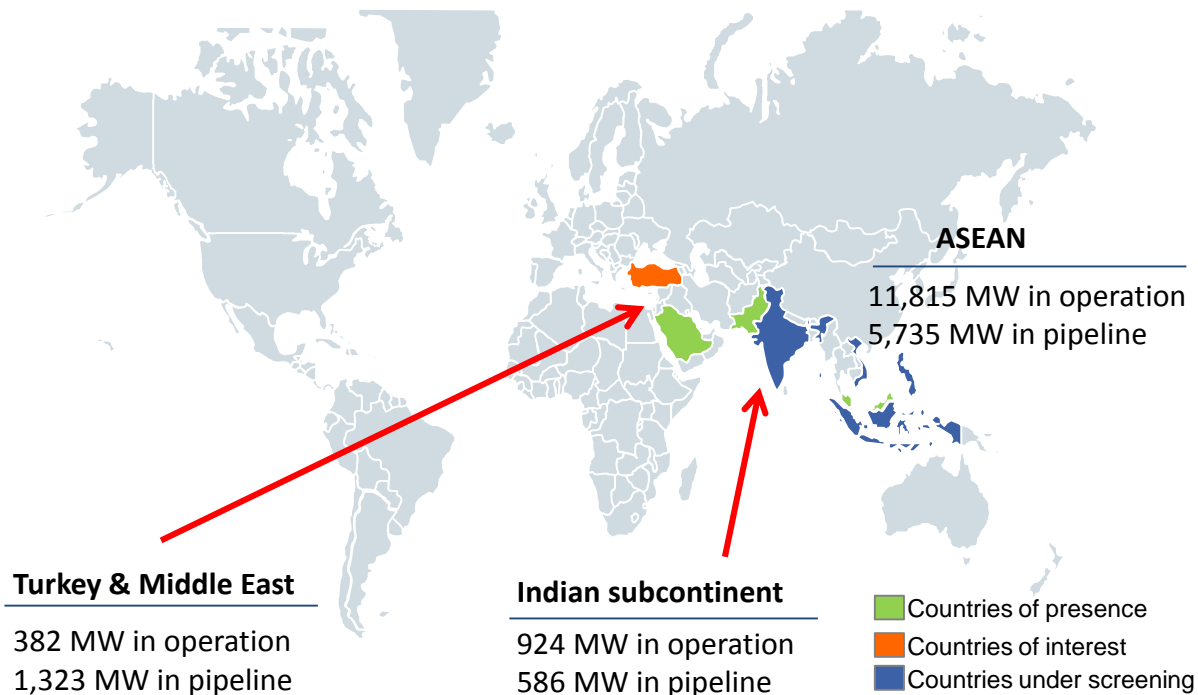 ASEAN
11,815 MW in operation
5,735 MW in pipeline
Turkey & Middle East
382 MW in operation
1,323 MW in pipeline
Indian subcontinent
924 MW in operation
586 MW in pipeline
Countries of presence
Countries of interest
Countries under screening